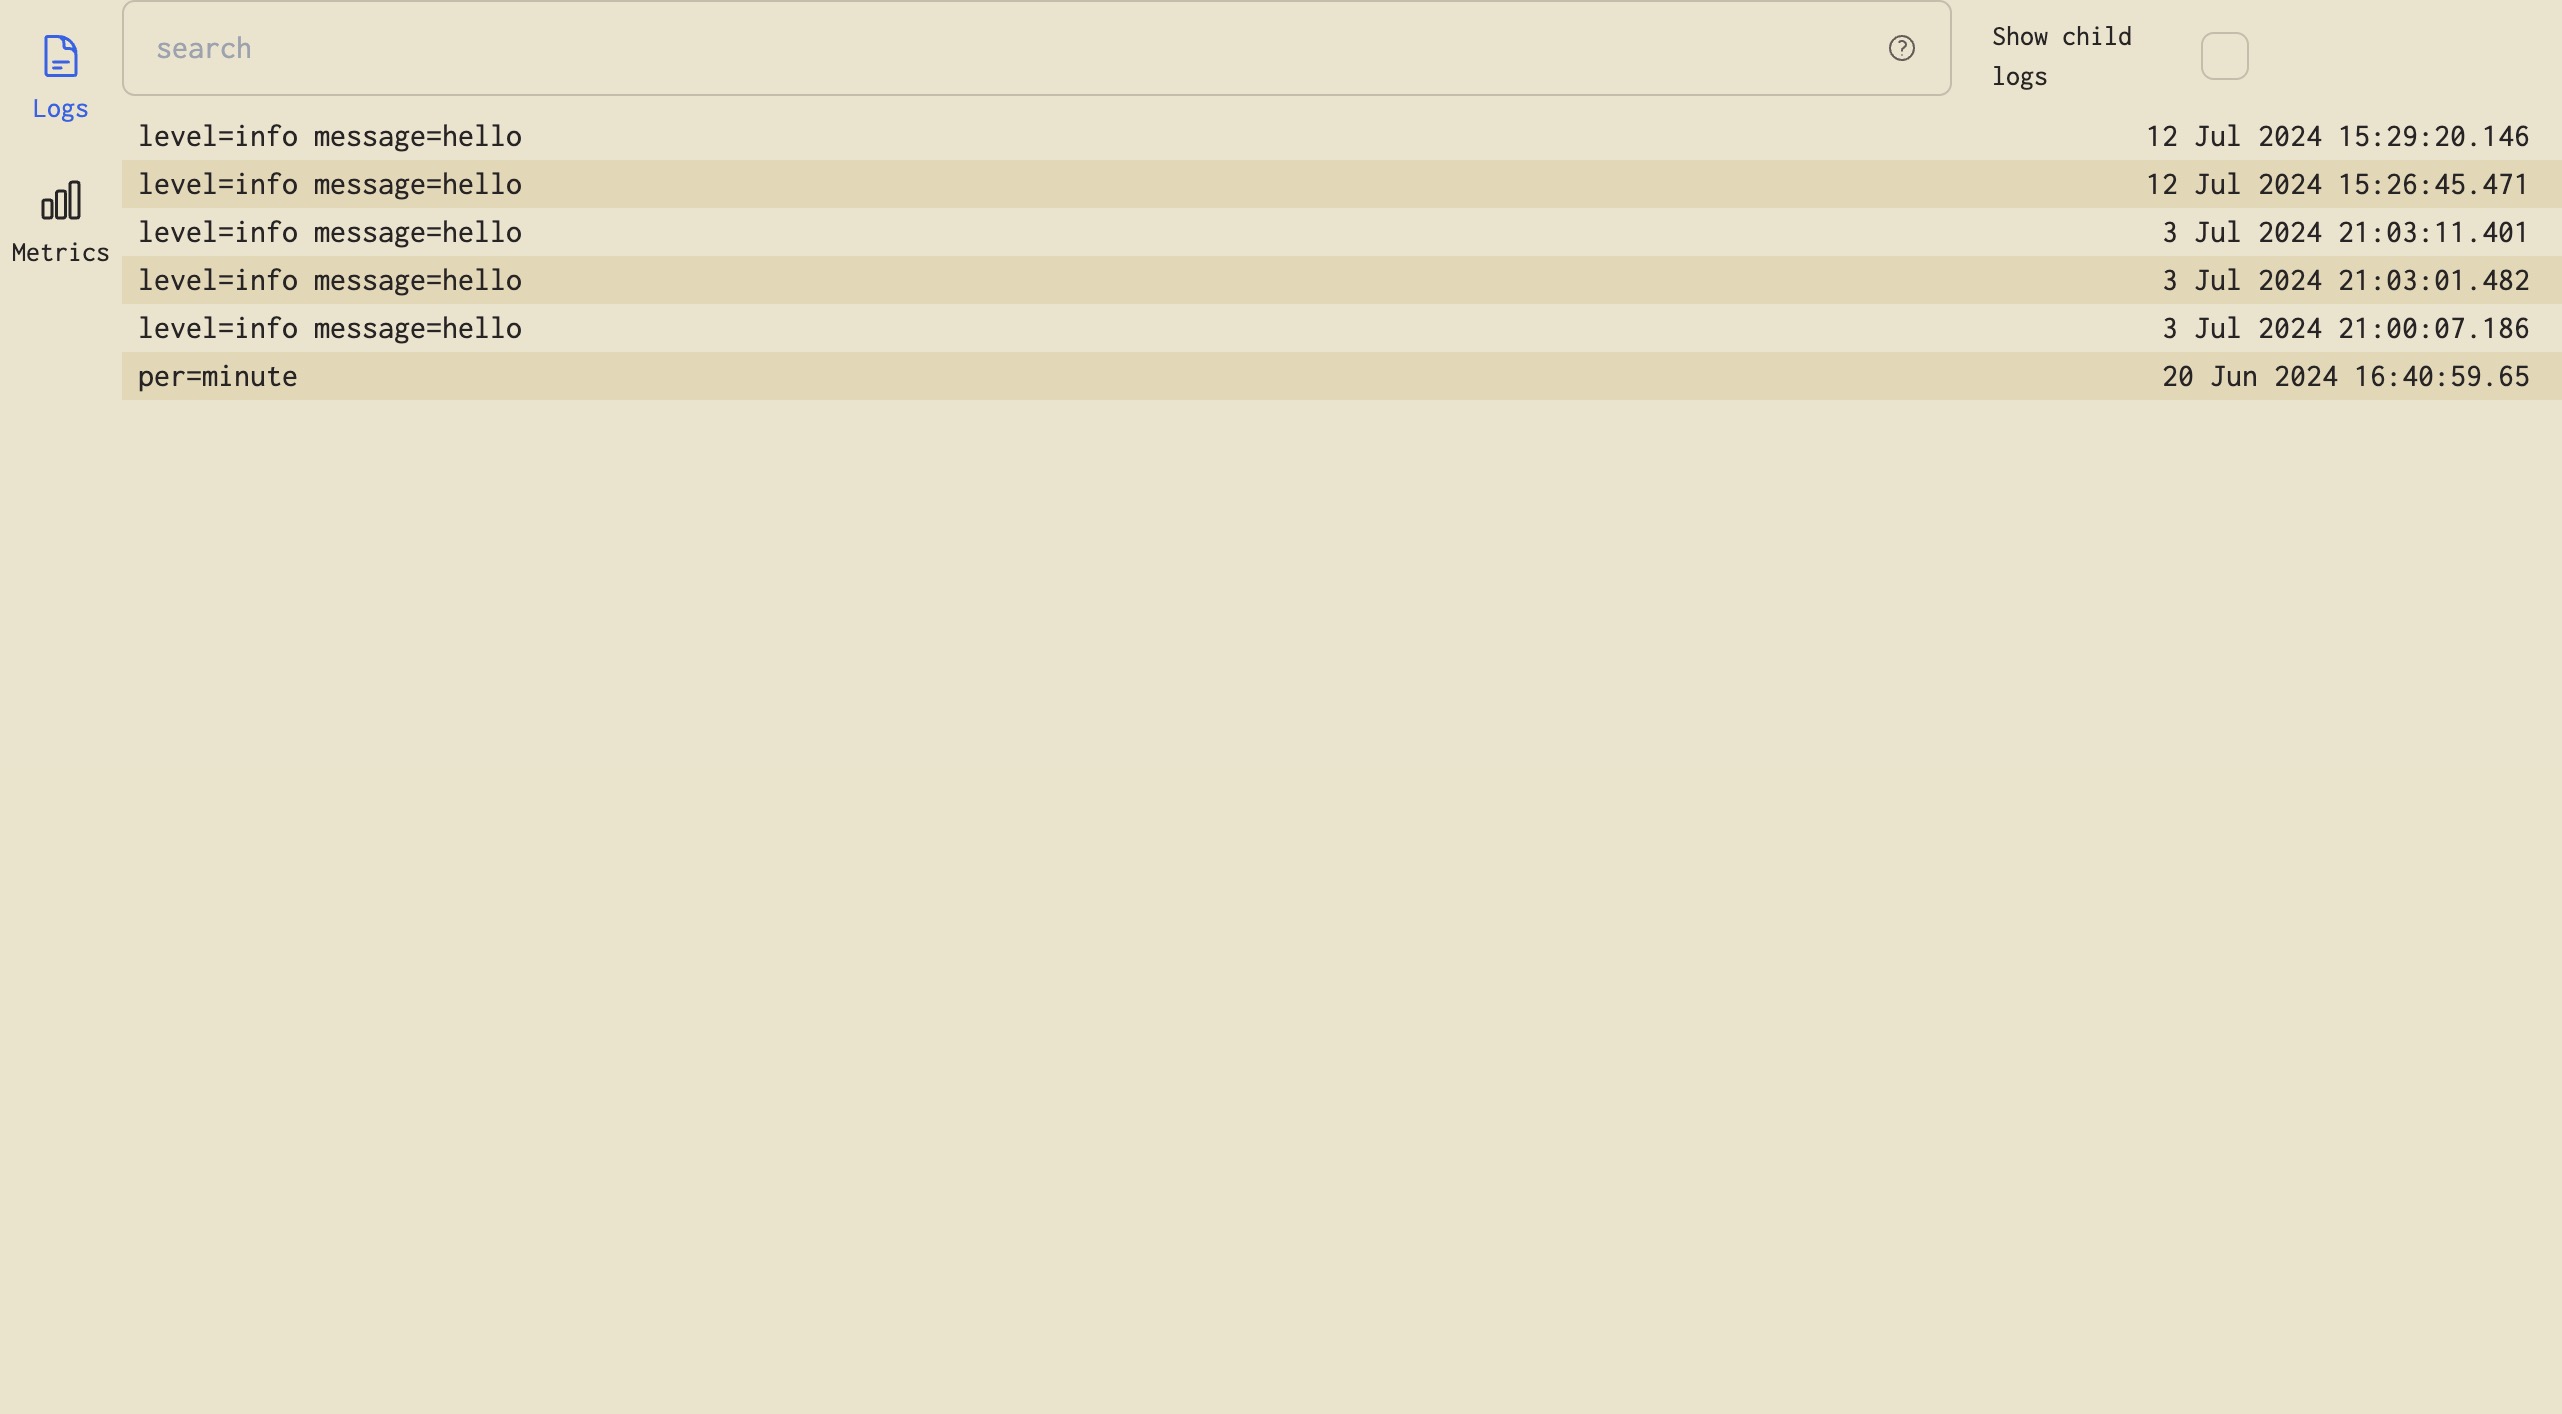 Logs
Metrics
search
Show child
logs
level=info message=hello 12 Jul 2024 15:29:20.146
level=info message=hello 12 Jul 2024 15:26:45.471
level=info message=hello 3 Jul 2024 21:03:11.401
level=info message=hello 3 Jul 2024 21:03:01.482
level=info message=hello 3 Jul 2024 21:00:07.186
per=minute 20 Jun 2024 16:40:59.65